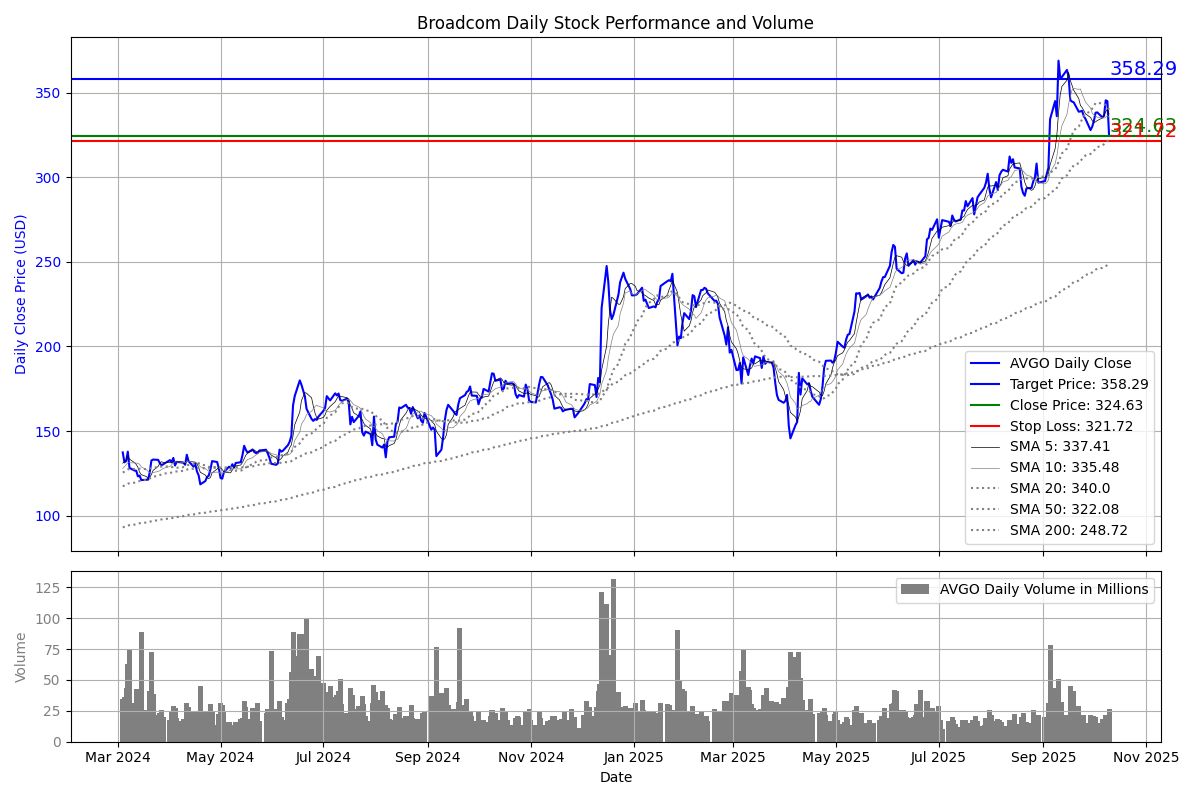 Broadcom Daily Stock Performance and Volume
358.29
350
324.63
321.72
300
250
200
150
100
Daily Close Price (USD)
AVGO Daily Close
Target Price: 358.29
Close Price: 324.63
Stop Loss: 321.72
SMA 5: 337.41
SMA 10: 335.48
SMA 20: 340.0
SMA 50: 322.08
SMA 200: 248.72
125
100
75
50
25
0
Volume
AVGO Daily Volume in Millions
Mar 2024 May 2024 Jul 2024 Sep 2024 Nov 2024 Jan 2025 Mar 2025 May 2025 Jul 2025 Sep 2025 Nov 2025
Date